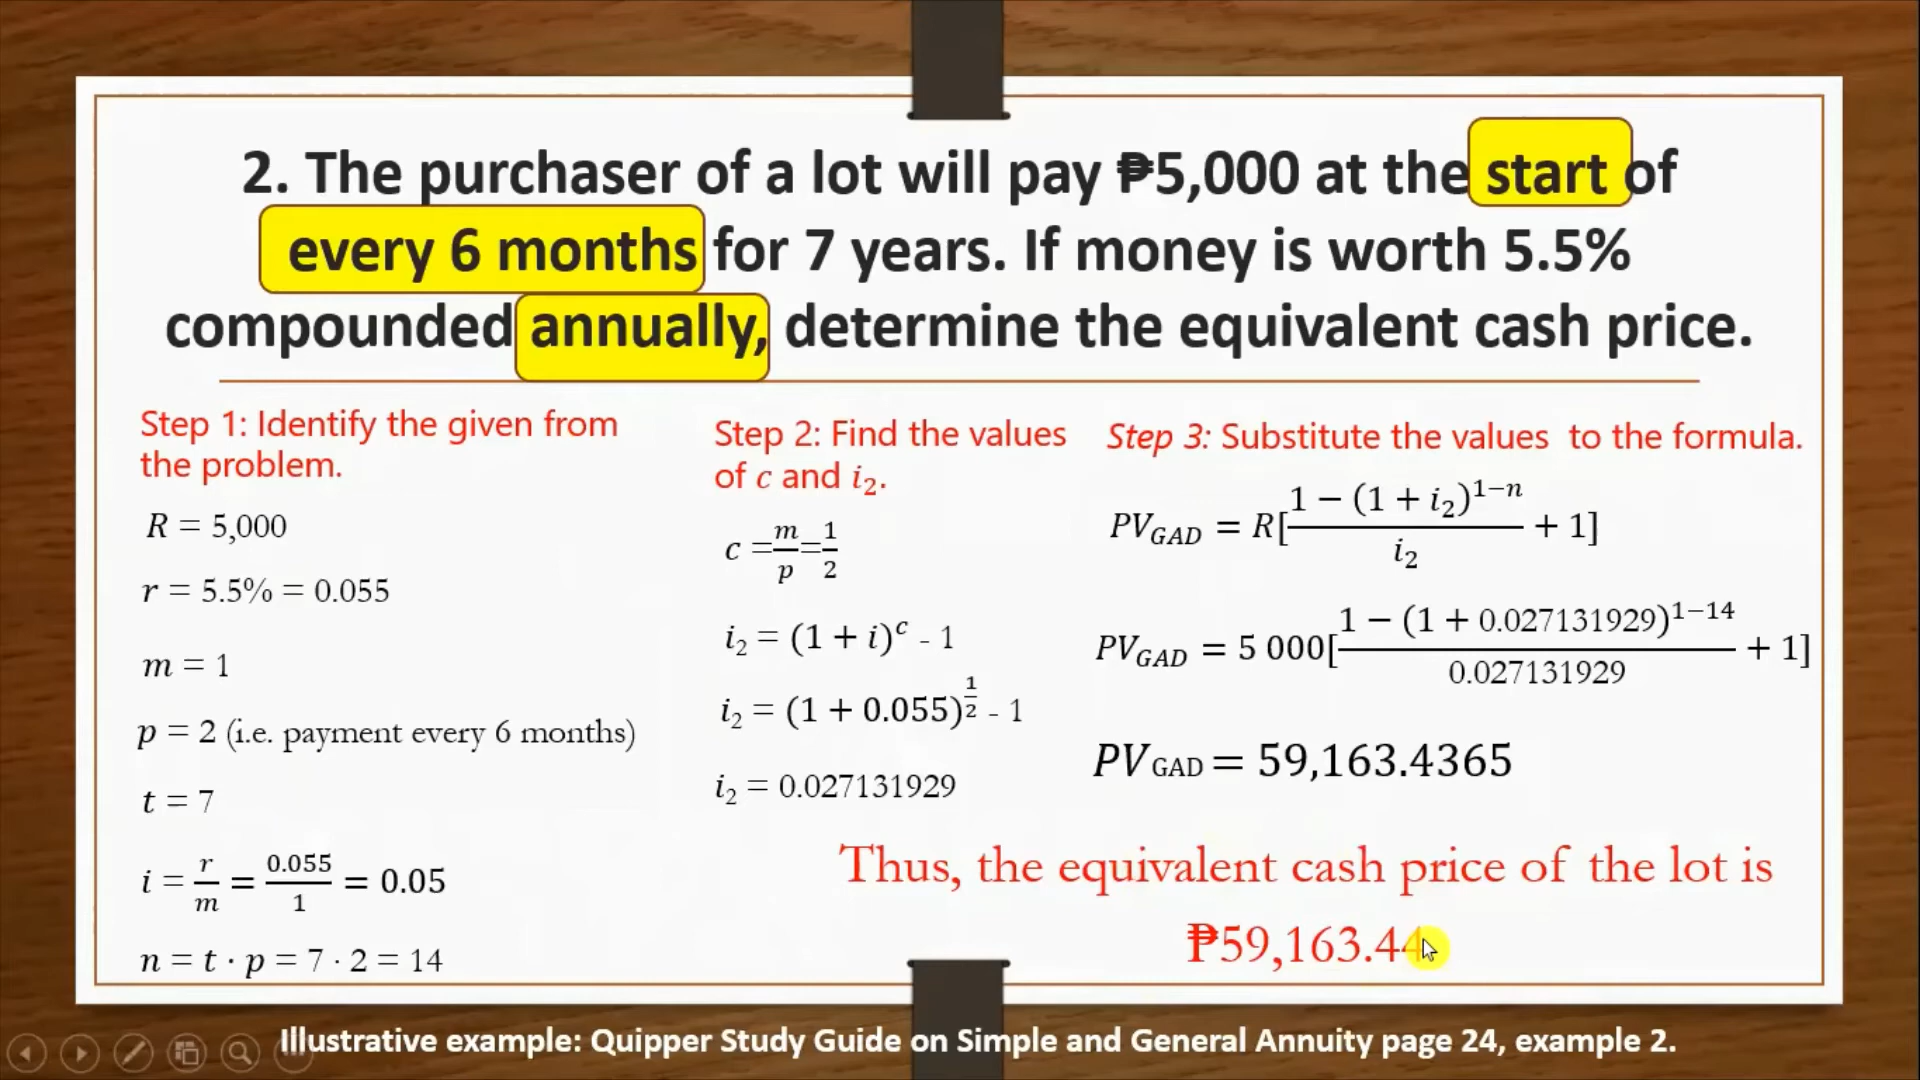 2. The purchaser of a lot will pay ₱5,000 at the start of
every 6 months for 7 years. If money is worth 5.5%
compounded annually, determine the equivalent cash price.
Step 1: Identify the given from
the problem.
R = 5,000
r = 5.5% = 0.055
m = 1
p = 2 (i.e. payment every 6 months)
t = 7
i = r/m = 0.055/1 = 0.05
n = t · p = 7 · 2 = 14
Step 2: Find the values
of c and i₂.
c = m/p = 1/2
i₂ = (1 + i)^c - 1
i₂ = (1 + 0.055)^(1/2) - 1
i₂ = 0.027131929
Step 3: Substitute the values to the formula.
PV_GAD = R[(1 − (1 + i₂)^(1−n))/i₂ + 1]
PV_GAD = 5 000[(1 − (1 + 0.027131929)^(1−14))/0.027131929 + 1]
PV_GAD = 59,163.4365
Thus, the equivalent cash price of the lot is
₱59,163.44
Illustrative example: Quipper Study Guide on Simple and General Annuity page 24, example 2.